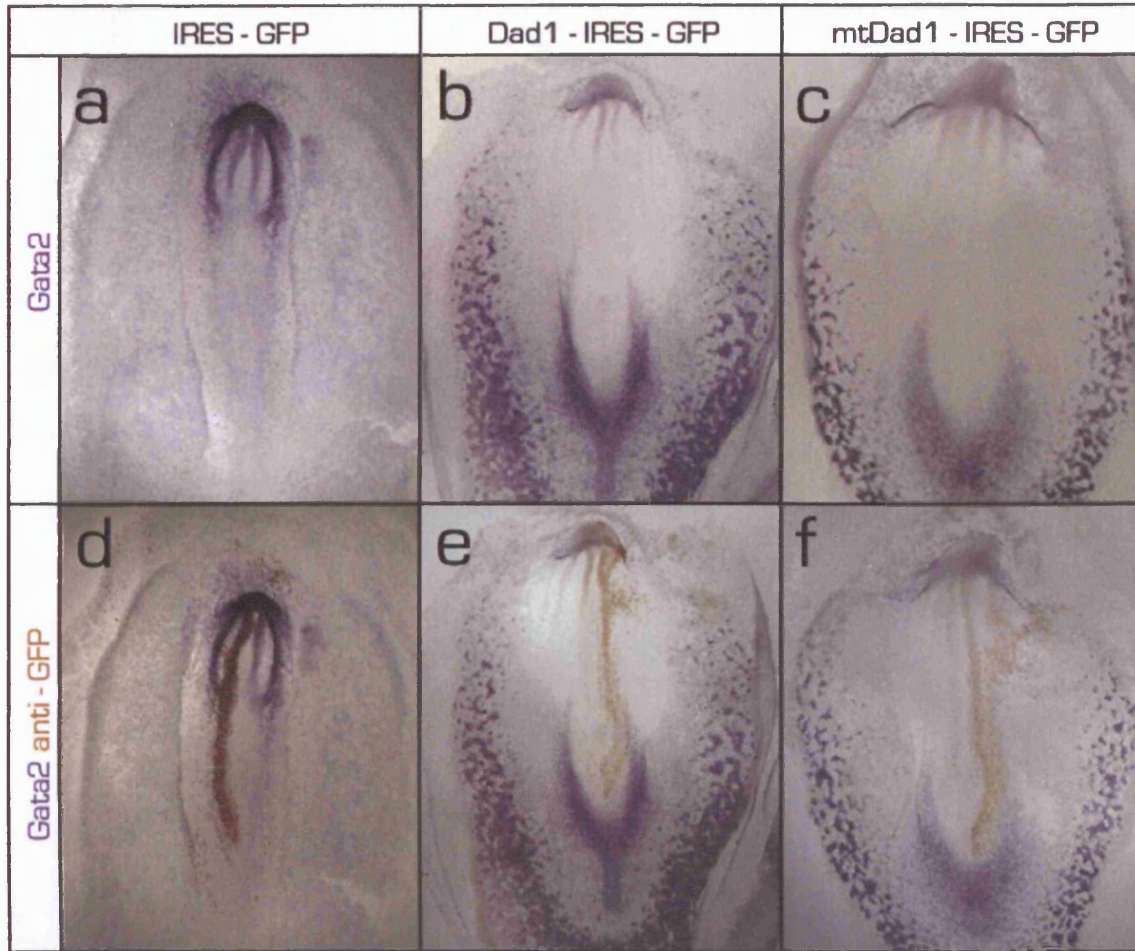 IRES - GFP
Dad1 - IRES - GFP
mtDad1 - IRES - GFP
Gata2
a
b
c
Gata2 anti - GFP
d
e
f